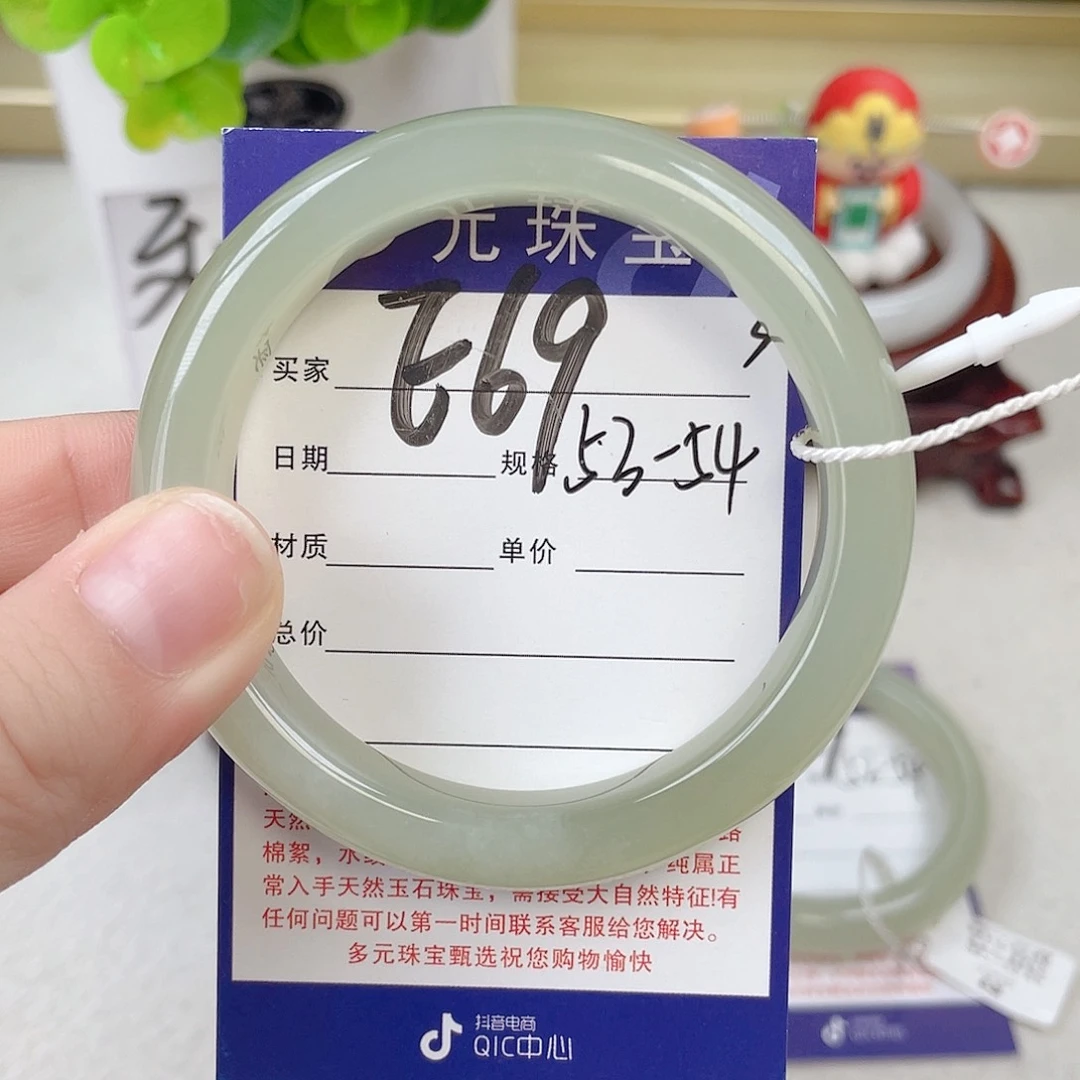 元珠宝
E69
买家
日期 规格 53-54
材质 单价
总价
天然
棉絮，水 纯属正
常入手天然玉石珠宝，需接受大自然特征!有
任何问题可以第一时间联系客服给您解决。
多元珠宝甄选祝您购物愉快
抖音电商
QIC中心